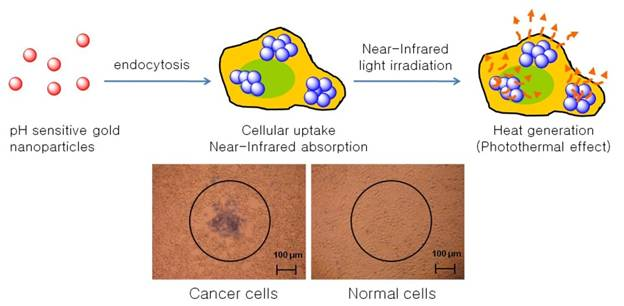 endocytosis
Near-Infrared
light irradiation
pH sensitive gold
nanoparticles
Cellular uptake
Near-Infrared absorption
Heat generation
(Photothermal effect)
100 μm
100 μm
Cancer cells
Normal cells